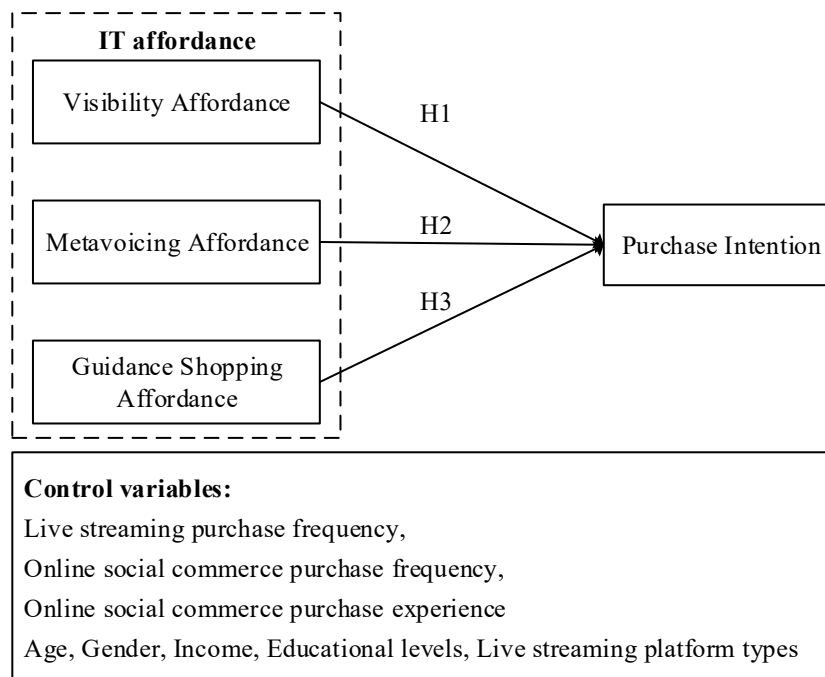 IT affordance
Visibility Affordance
H1
Metavoicing Affordance
H2
Purchase Intention
H3
Guidance Shopping
Affordance
Control variables:
Live streaming purchase frequency,
Online social commerce purchase frequency,
Online social commerce purchase experience
Age, Gender, Income, Educational levels, Live streaming platform types